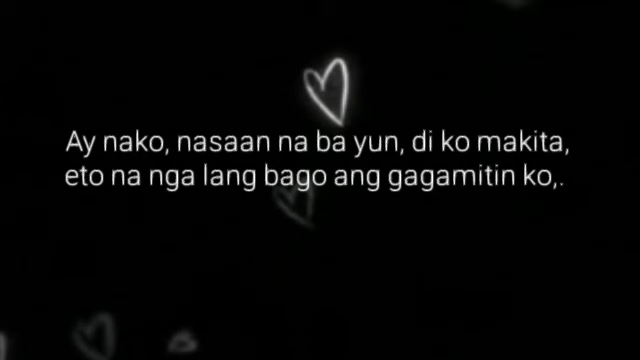 Ay nako, nasaan na ba yun, di ko makita,
eto na nga lang bago ang gagamitin ko,.